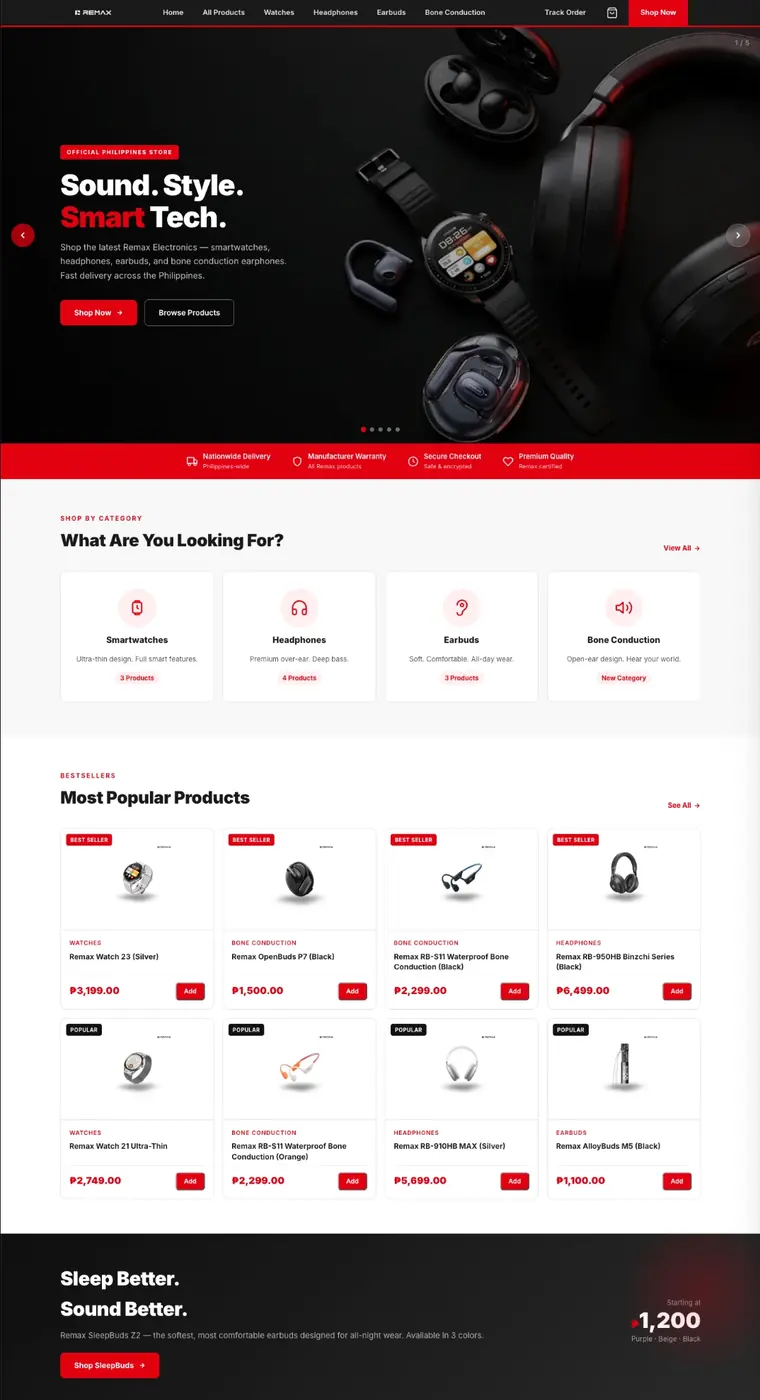 REMAX
Home
All Products
Watches
Headphones
Earbuds
Bone Conduction
Track Order
Shop Now
1 / 5
OFFICIAL PHILIPPINES STORE
Sound. Style.
Smart Tech.
Shop the latest Remax Electronics — smartwatches,
headphones, earbuds, and bone conduction earphones.
Fast delivery across the Philippines.
Shop Now →
Browse Products
Nationwide Delivery
Philippines-wide
Manufacturer Warranty
All Remax products
Secure Checkout
Safe & encrypted
Premium Quality
Remax certified
SHOP BY CATEGORY
What Are You Looking For?
View All →
Smartwatches
Ultra-thin design. Full smart features.
3 Products
Headphones
Premium over-ear. Deep bass.
4 Products
Earbuds
Soft. Comfortable. All-day wear.
3 Products
Bone Conduction
Open-ear design. Hear your world.
New Category
BESTSELLERS
Most Popular Products
See All →
BEST SELLER
WATCHES
Remax Watch 23 (Silver)
₱3,199.00
Add
BEST SELLER
BONE CONDUCTION
Remax OpenBuds P7 (Black)
₱1,500.00
Add
BEST SELLER
BONE CONDUCTION
Remax RB-S11 Waterproof Bone
Conduction (Black)
₱2,299.00
Add
BEST SELLER
HEADPHONES
Remax RB-950HB Binzchi Series
(Black)
₱6,499.00
Add
POPULAR
WATCHES
Remax Watch 21 Ultra-Thin
₱2,749.00
Add
POPULAR
BONE CONDUCTION
Remax RB-S11 Waterproof Bone
Conduction (Orange)
₱2,299.00
Add
POPULAR
HEADPHONES
Remax RB-910HB MAX (Silver)
₱5,699.00
Add
POPULAR
EARBUDS
Remax AlloyBuds M5 (Black)
₱1,100.00
Add
Sleep Better.
Sound Better.
Remax SleepBuds Z2 — the softest, most comfortable earbuds designed for all-night wear. Available in 3 colors.
Shop SleepBuds →
Starting at
₱1,200
Purple · Beige · Black